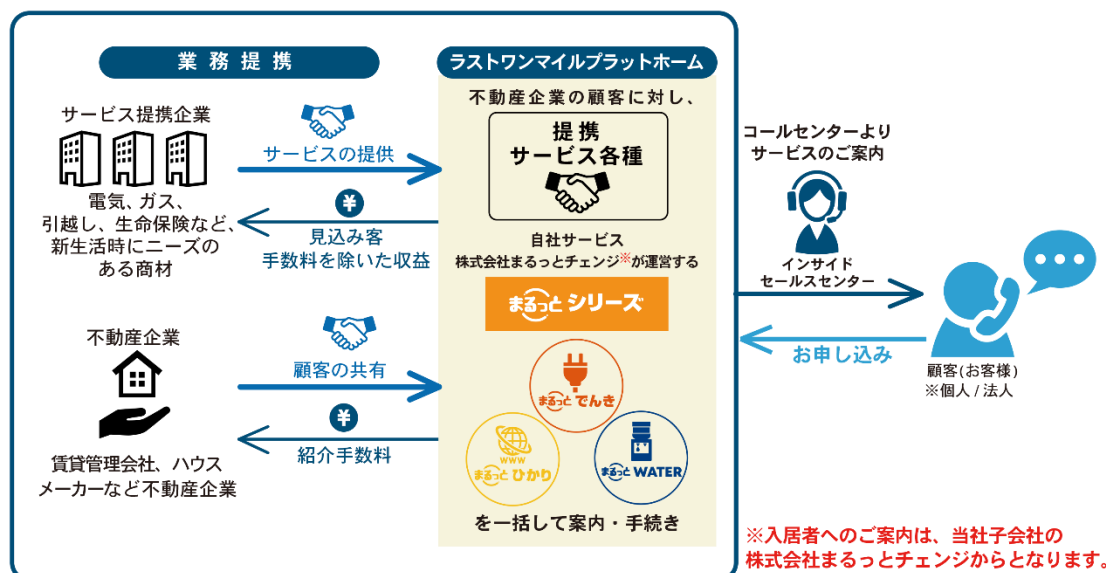 業務提携
サービス提携企業
電気、ガス、
引越し、生命保険など、
新生活時にニーズの
ある商材
サービスの提供
¥
見込み客
手数料を除いた収益
不動産企業
賃貸管理会社、ハウス
メーカーなど不動産企業
顧客の共有
¥
紹介手数料
ラストワンマイルプラットホーム
不動産企業の顧客に対し、
提携
サービス各種
自社サービス
株式会社まるっとチェンジ※が運営する
まるっとシリーズ
まるっとでんき
WWW
まるっとひかり
まるっとWATER
を一括して案内・手続き
コールセンターより
サービスのご案内
インサイド
セールスセンター
お申し込み
顧客(お客様)
※個人/法人
※入居者へのご案内は、当社子会社の
株式会社まるっとチェンジからとなります。